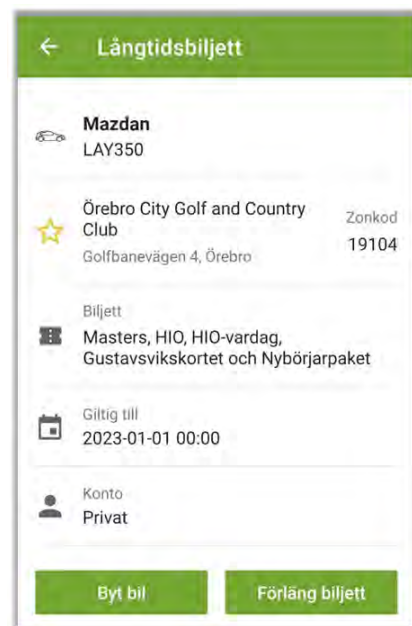 Långtidsbiljett
Mazdan
LAY350
Örebro City Golf and Country
Club
Golfbanevägen 4, Örebro
Zonkod
19104
Biljett
Masters, HIO, HIO-vardag,
Gustavsvikskortet och Nybörjarpaket
Giltig till
2023-01-01 00:00
Konto
Privat
Byt bil
Förläng biljett